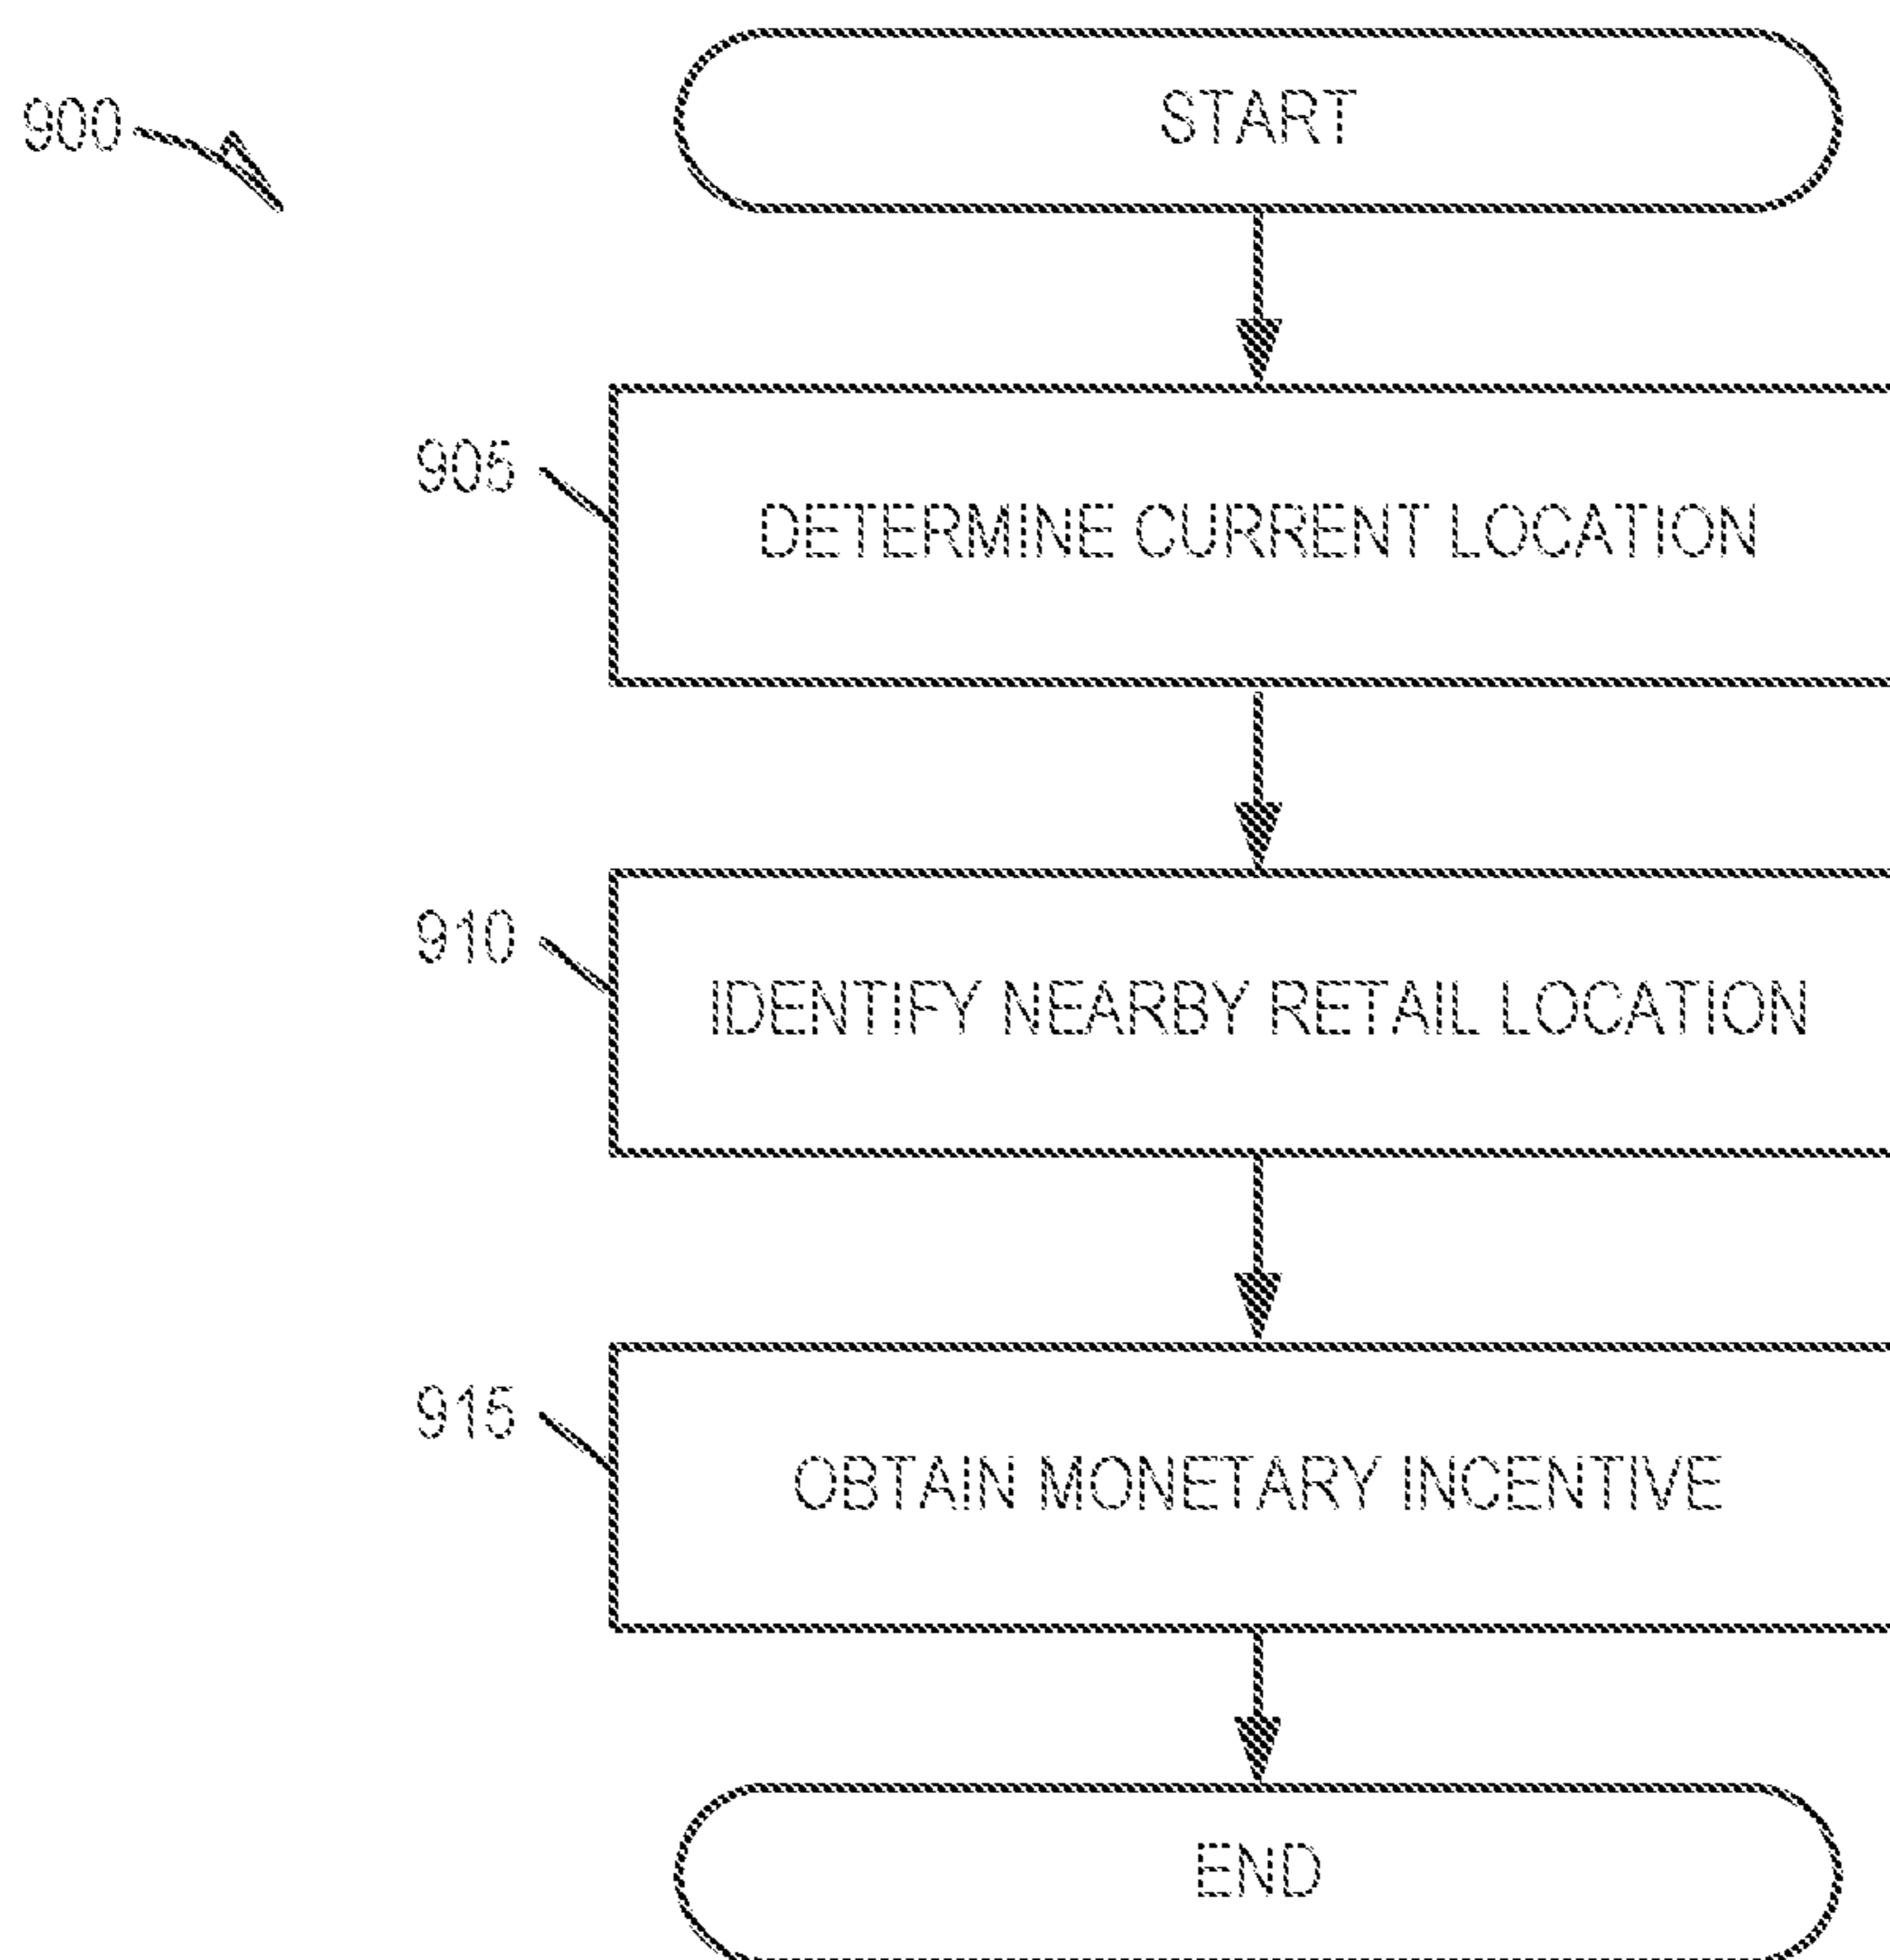 900
START
905
DETERMINE CURRENT LOCATION
910
IDENTIFY NEARBY RETAIL LOCATION
915
OBTAIN MONETARY INCENTIVE
END